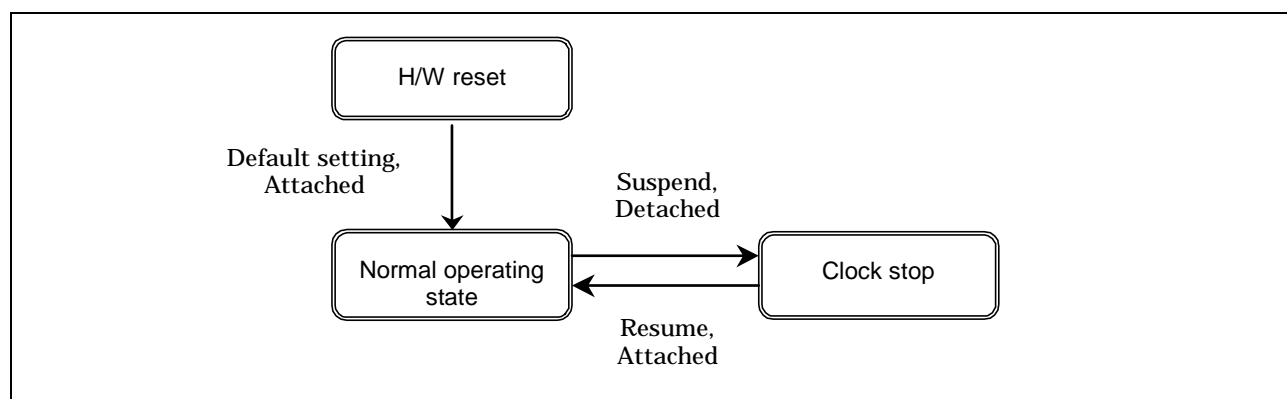 H/W reset
Default setting,
Attached
Suspend,
Detached
Normal operating
state
Clock stop
Resume,
Attached